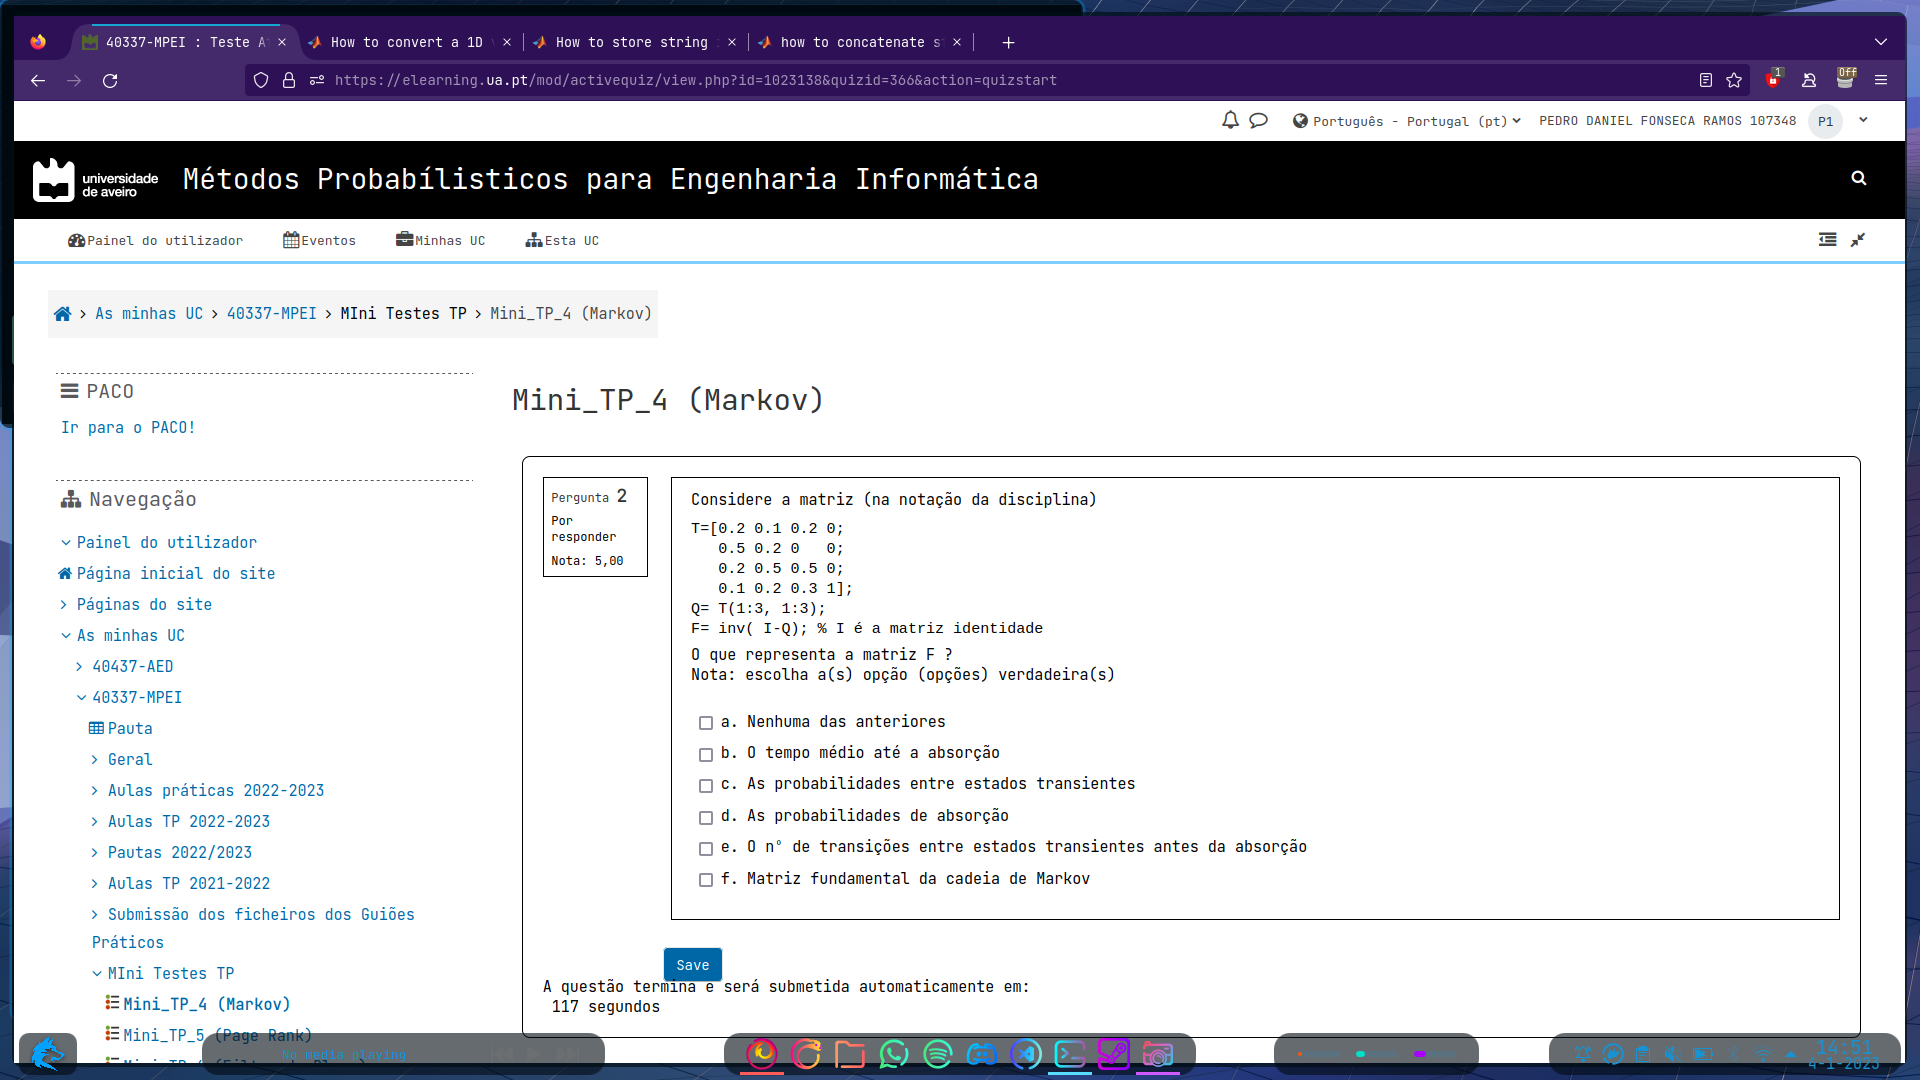 40337-MPEI : Teste A
How to convert a 1D
How to store string
how to concatenate s
https://elearning.ua.pt/mod/activequiz/view.php?id=1023138&quizid=366&action=quizstart
1
Off
Português - Portugal (pt)
PEDRO DANIEL FONSECA RAMOS 107348
P1
universidade
de aveiro
Métodos Probabílisticos para Engenharia Informática
Painel do utilizador
Eventos
Minhas UC
Esta UC
As minhas UC > 40337-MPEI > MIni Testes TP > Mini_TP_4 (Markov)
PACO
Ir para o PACO!
Navegação
Painel do utilizador
Página inicial do site
Páginas do site
As minhas UC
40437-AED
40337-MPEI
Pauta
Geral
Aulas práticas 2022-2023
Aulas TP 2022-2023
Pautas 2022/2023
Aulas TP 2021-2022
Submissão dos ficheiros dos Guiões
Práticos
MIni Testes TP
Mini_TP_4 (Markov)
Mini_TP_5 (Page Rank)
Mini_TP_4 (Markov)
Pergunta 2
Por
responder
Nota: 5,00
Considere a matriz (na notação da disciplina)
T=[0.2 0.1 0.2 0;
0.5 0.2 0   0;
0.2 0.5 0.5 0;
0.1 0.2 0.3 1];
Q= T(1:3, 1:3);
F= inv( I-Q); % I é a matriz identidade
O que representa a matriz F ?
Nota: escolha a(s) opção (opções) verdadeira(s)
a. Nenhuma das anteriores
b. O tempo médio até a absorção
c. As probabilidades entre estados transientes
d. As probabilidades de absorção
e. O nº de transições entre estados transientes antes da absorção
f. Matriz fundamental da cadeia de Markov
Save
A questão termina e será submetida automaticamente em:
117 segundos
No media playing
14:51
4-1-2023